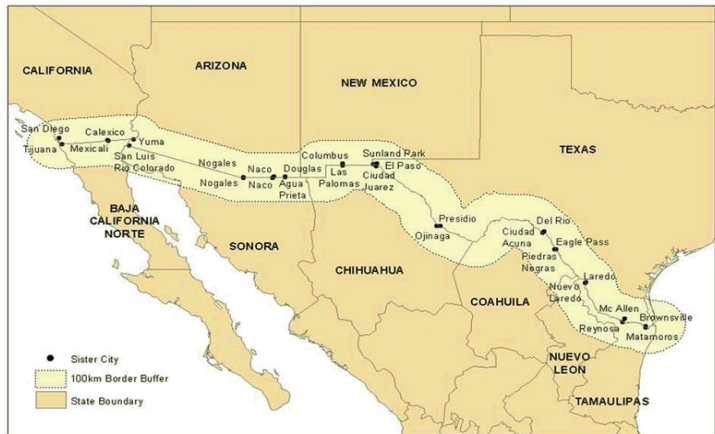 CALIFORNIA
ARIZONA
NEW MEXICO
TEXAS
San Diego
Tijuana
Calexico
Mexicali
Yuma
San Luis
Rio Colorado
Nogales
Nogales
Naco
Naco
Douglas
Agua
Prieta
Columbus
Las
Palomas
Sunland Park
El Paso
Ciudad
Juarez
Presidio
Ojinaga
Del Rio
Ciudad
Acuna
Eagle Pass
Piedras
Negras
Laredo
Nuevo
Laredo
Mc Allen
Reynosa
Brownsville
Matamoros
BAJA
CALIFORNIA
NORTE
SONORA
CHIHUAHUA
COAHUILA
NUEVO
LEON
TAMAULIPAS
Sister City
100km Border Buffer
State Boundary